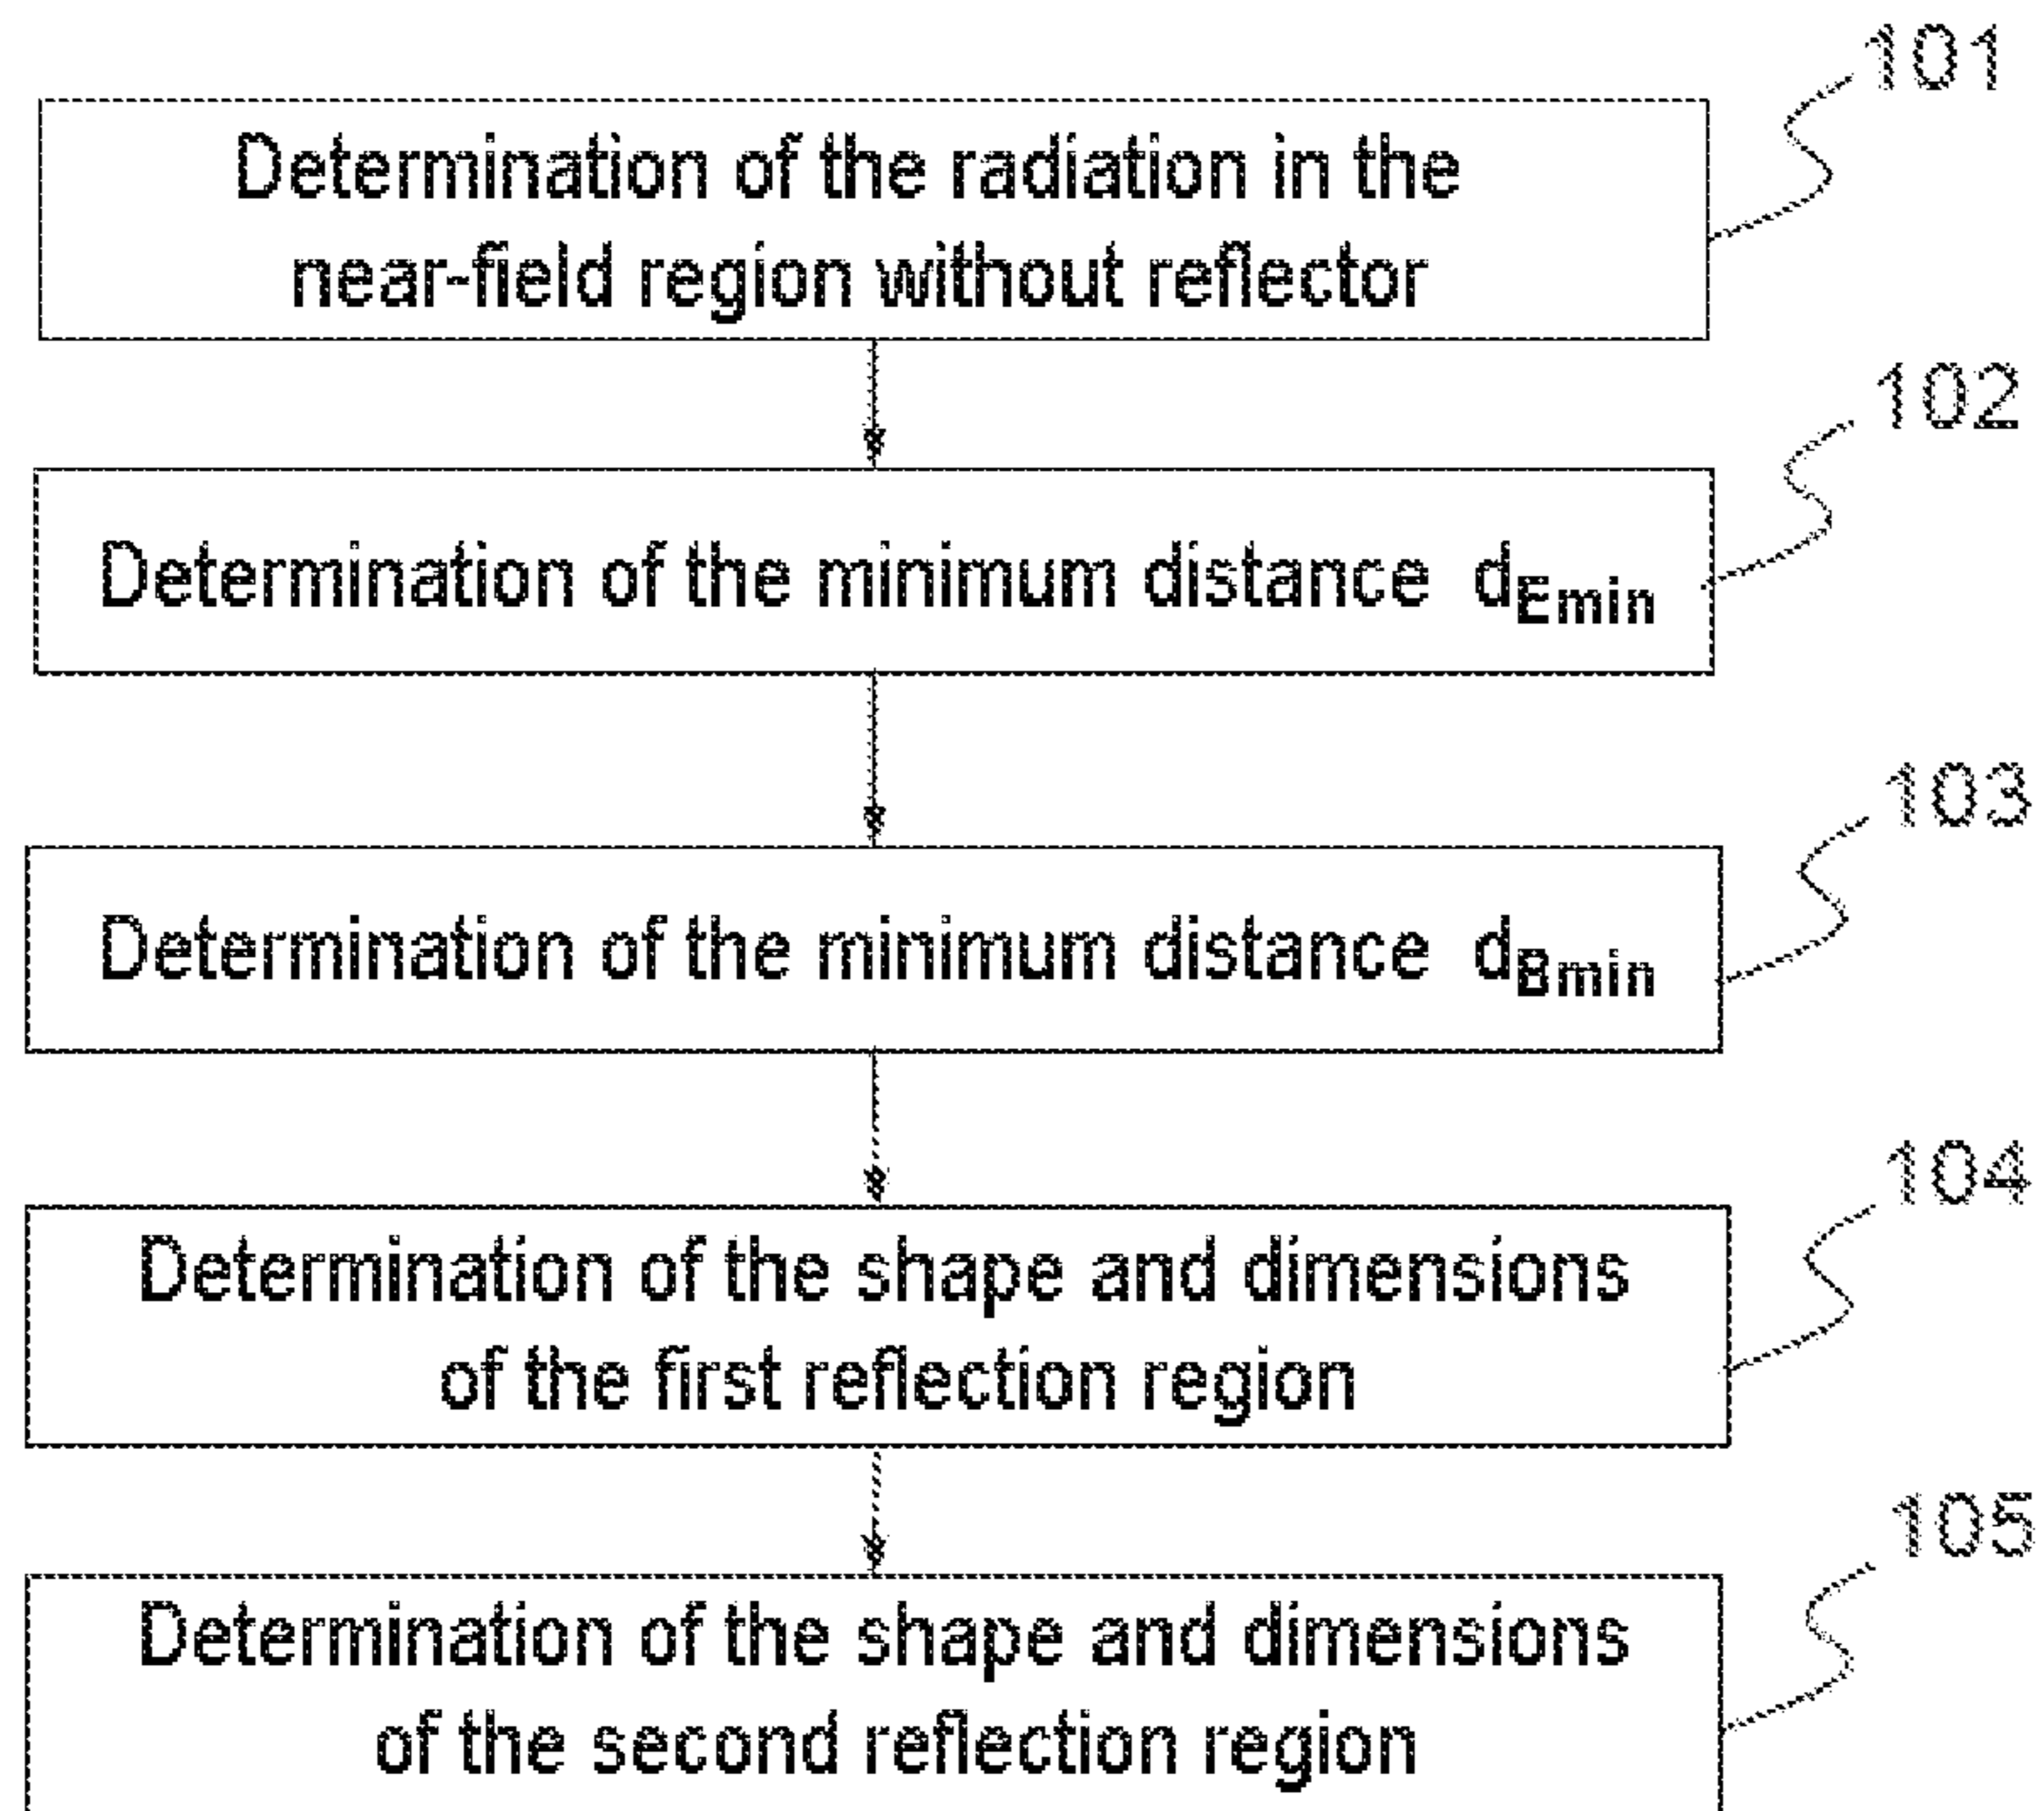 101
Determination of the radiation in the
near-field region without reflector
102
Determination of the minimum distance dEmin
103
Determination of the minimum distance dBmin
104
Determination of the shape and dimensions
of the first reflection region
105
Determination of the shape and dimensions
of the second reflection region